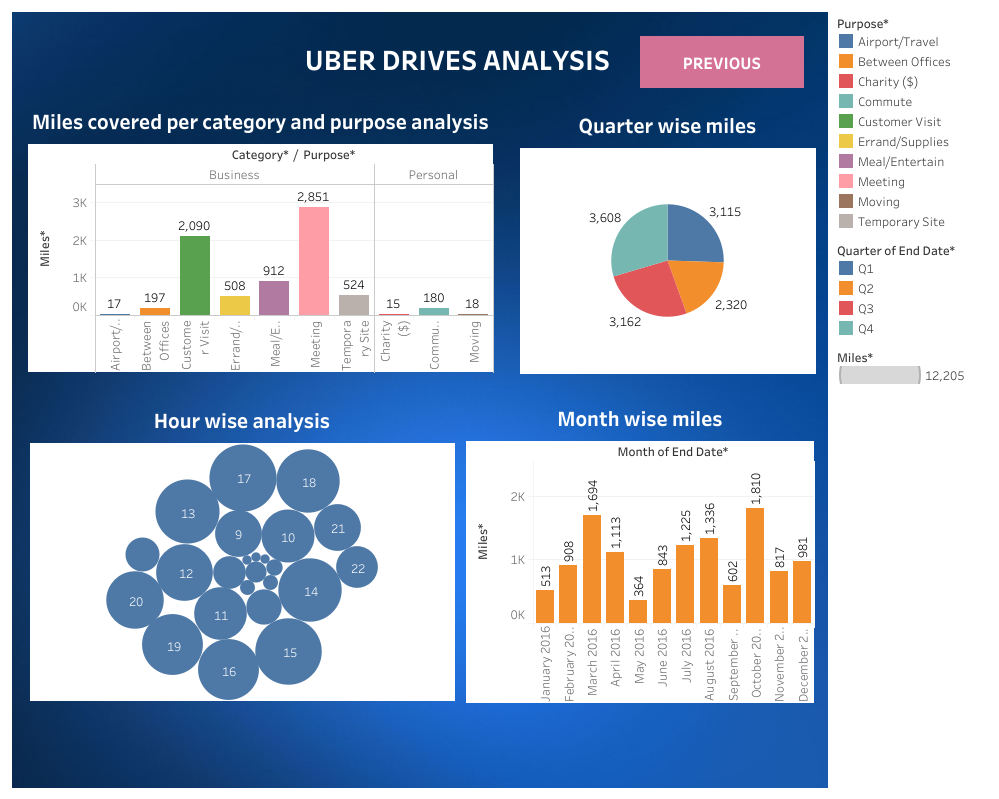 UBER DRIVES ANALYSIS
PREVIOUS
Miles covered per category and purpose analysis
Category* / Purpose*
Business
Personal
Miles*
3K
2K
1K
0K
17
197
2,090
508
912
2,851
524
15
180
18
Airport/..
Between
Offices
Custome
r Visit
Errand/..
Meal/E..
Meeting
Tempora
ry Site
Charity
($)
Commu..
Moving
Quarter wise miles
3,608
3,115
3,162
2,320
Hour wise analysis
17
18
13
9
10
21
12
22
20
14
11
19
15
16
Month wise miles
Month of End Date*
Miles*
2K
1K
0K
513
908
1,694
1,113
364
843
1,225
1,336
602
1,810
817
981
January 2016
February 20..
March 2016
April 2016
May 2016
June 2016
July 2016
August 2016
September ..
October 20..
November 2..
December 2..
Purpose*
Airport/Travel
Between Offices
Charity ($)
Commute
Customer Visit
Errand/Supplies
Meal/Entertain
Meeting
Moving
Temporary Site
Quarter of End Date*
Q1
Q2
Q3
Q4
Miles*
12,205